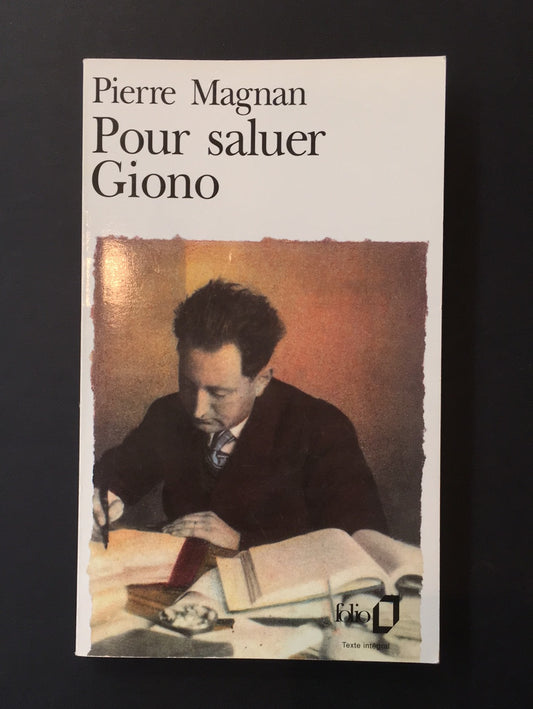 Pierre Magnan
Pour saluer
Giono
folio
Texte intégral